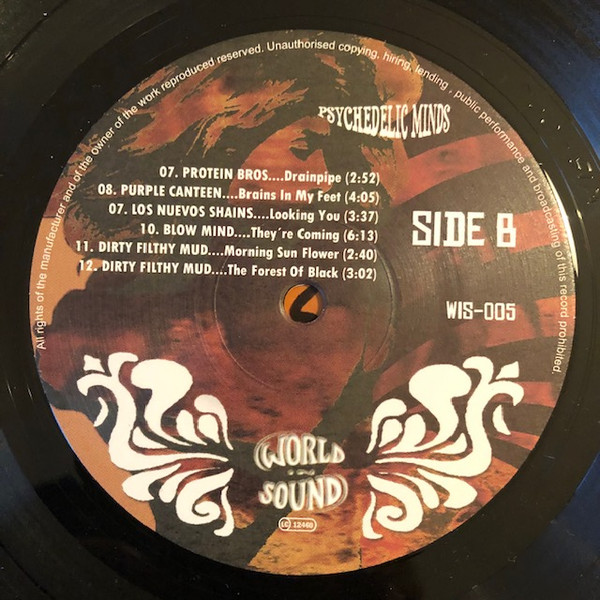 All rights of the manufacturer and of the owner of the work reproduced reserved. Unauthorised copying, hiring, lending , public performance and broadcasting of this record prohibited.
PSYCHEDELIC MINDS
07. PROTEIN BROS....Drainpipe (2:52)
08. PURPLE CANTEEN....Brains In My Feet (4:05)
07. LOS NUEVOS SHAINS....Looking You (3:37)
10. BLOW MIND....They´re Coming (6:13)
11. DIRTY FILTHY MUD....Morning Sun Flower (2:40)
12. DIRTY FILTHY MUD....The Forest Of Black (3:02)
SIDE B
WIS-005
WORLD
IN
SOUND
LC 12460